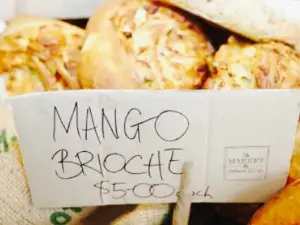 MANGO
BRIOCHE
$5.00 each
MARKET